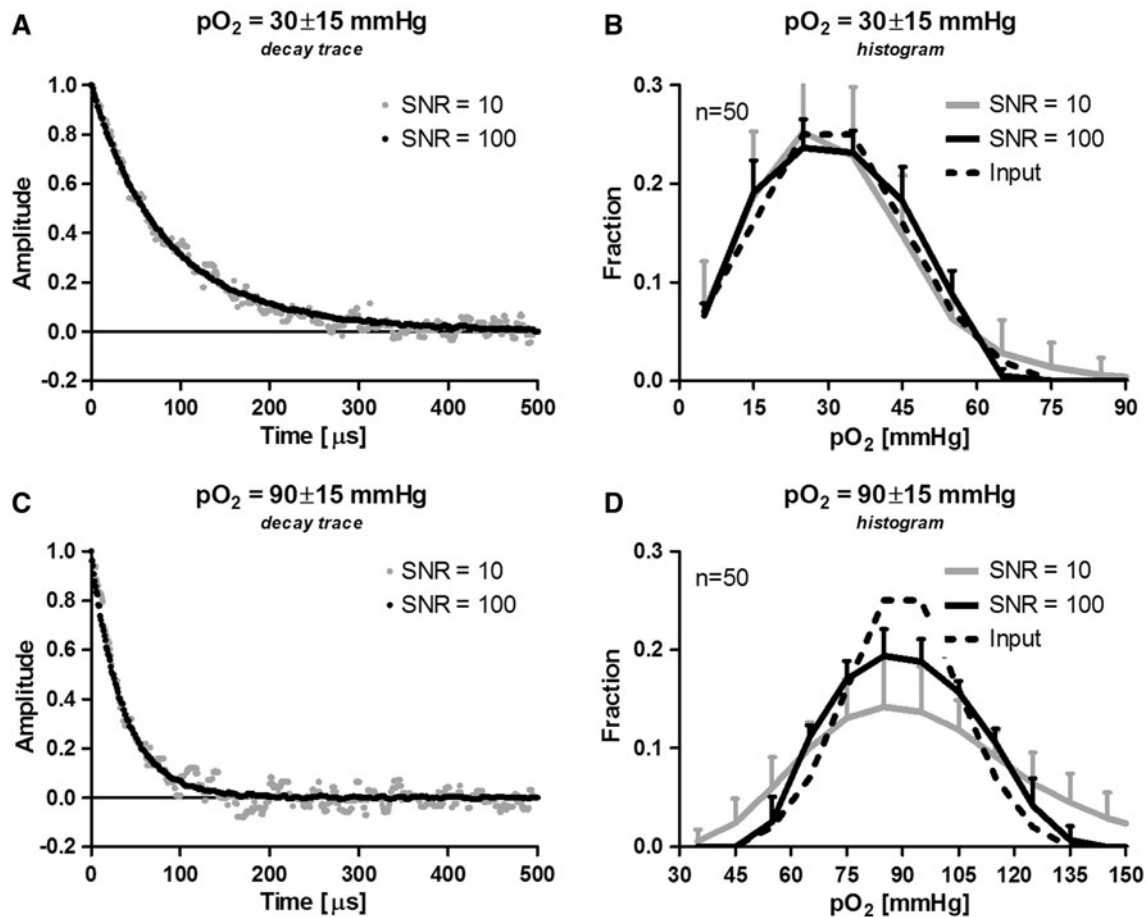 A
pO₂ = 30±15 mmHg
decay trace
1.0
0.8
0.6
0.4
0.2
0.0
-0.2
Amplitude
SNR = 10
SNR = 100
0 100 200 300 400 500
Time [ μs]
B
pO₂ = 30±15 mmHg
histogram
0.3
0.2
0.1
0.0
Fraction
n=50
SNR = 10
SNR = 100
Input
0 15 30 45 60 75 90
pO₂ [mmHg]
C
pO₂ = 90±15 mmHg
decay trace
1.0
0.8
0.6
0.4
0.2
0.0
-0.2
Amplitude
SNR = 10
SNR = 100
0 100 200 300 400 500
Time [ μs]
D
pO₂ = 90±15 mmHg
histogram
0.3
0.2
0.1
0.0
Fraction
n=50
SNR = 10
SNR = 100
Input
30 45 60 75 90 105 120 135 150
pO₂ [mmHg]